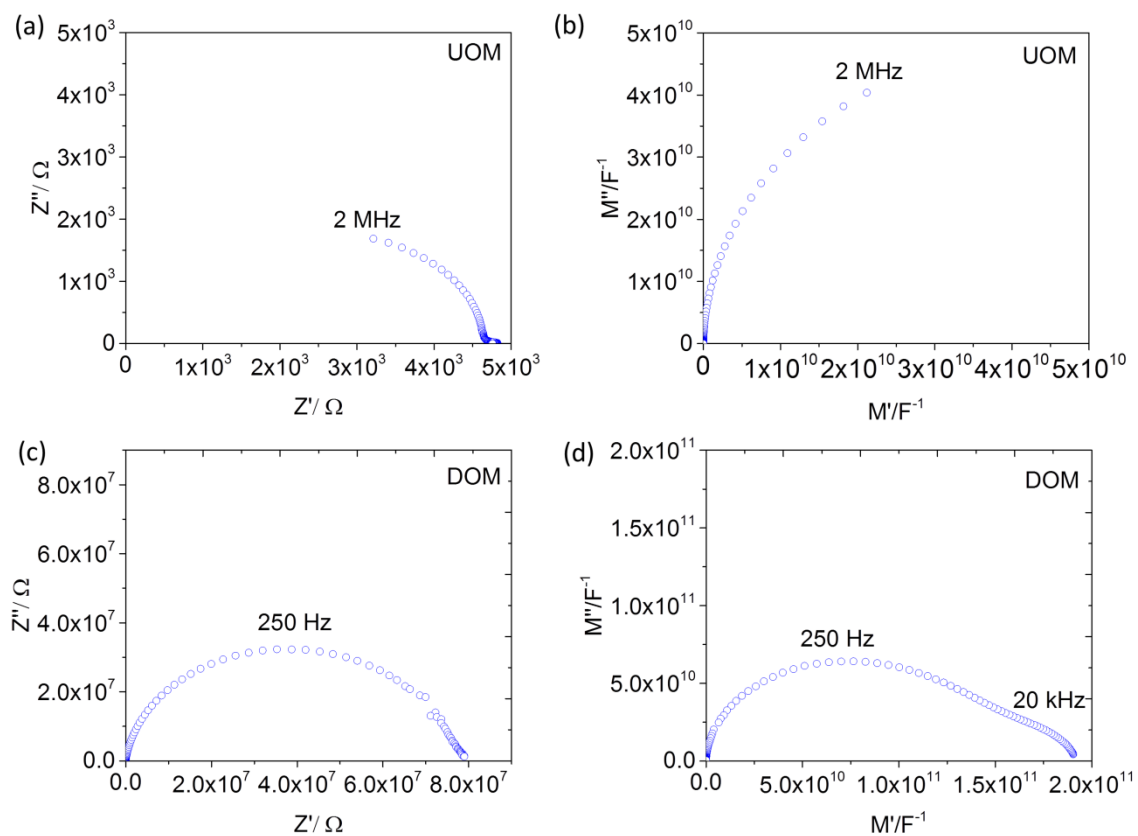 (a)
5x10³
4x10³
3x10³
2x10³
1x10³
0
Z''/ Ω
UOM
2 MHz
0
1x10³
2x10³
3x10³
4x10³
5x10³
Z'/ Ω
(b)
5x10¹⁰
4x10¹⁰
3x10¹⁰
2x10¹⁰
1x10¹⁰
0
M''/F⁻¹
UOM
2 MHz
0
1x10¹⁰
2x10¹⁰
3x10¹⁰
4x10¹⁰
5x10¹⁰
M'/F⁻¹
(c)
8.0x10⁷
6.0x10⁷
4.0x10⁷
2.0x10⁷
0.0
Z''/ Ω
DOM
250 Hz
0.0
2.0x10⁷
4.0x10⁷
6.0x10⁷
8.0x10⁷
Z'/ Ω
(d)
2.0x10¹¹
1.5x10¹¹
1.0x10¹¹
5.0x10¹⁰
0.0
M''/F⁻¹
DOM
250 Hz
20 kHz
0.0
5.0x10¹⁰
1.0x10¹¹
1.5x10¹¹
2.0x10¹¹
M'/F⁻¹